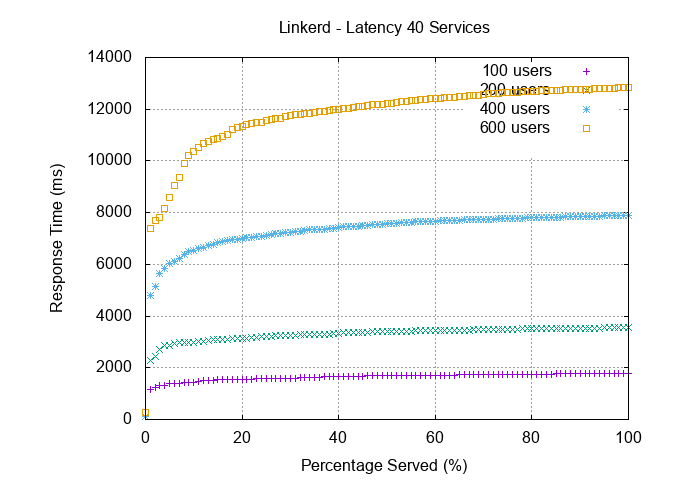 Linkerd - Latency 40 Services
14000
12000
10000
8000
6000
4000
2000
0
Response Time (ms)
100 users
200 users
400 users
600 users
0 20 40 60 80 100
Percentage Served (%)